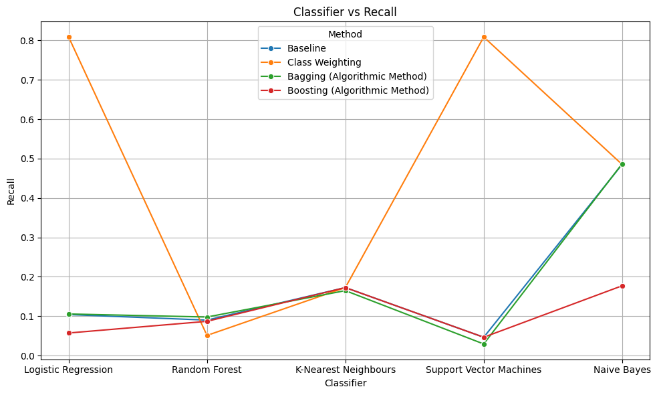 Classifier vs Recall
Method
Baseline
Class Weighting
Bagging (Algorithmic Method)
Boosting (Algorithmic Method)
Recall
0.8
0.7
0.6
0.5
0.4
0.3
0.2
0.1
0.0
Logistic Regression
Random Forest
K-Nearest Neighbours
Support Vector Machines
Naive Bayes
Classifier